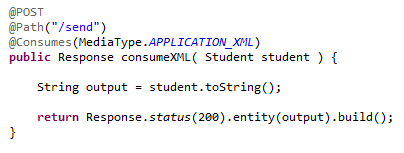 @POST
@Path("/send")
@Consumes(MediaType.APPLICATION_XML)
public Response consumeXML( Student student ) {
String output = student.toString();
return Response.status(200).entity(output).build();
}